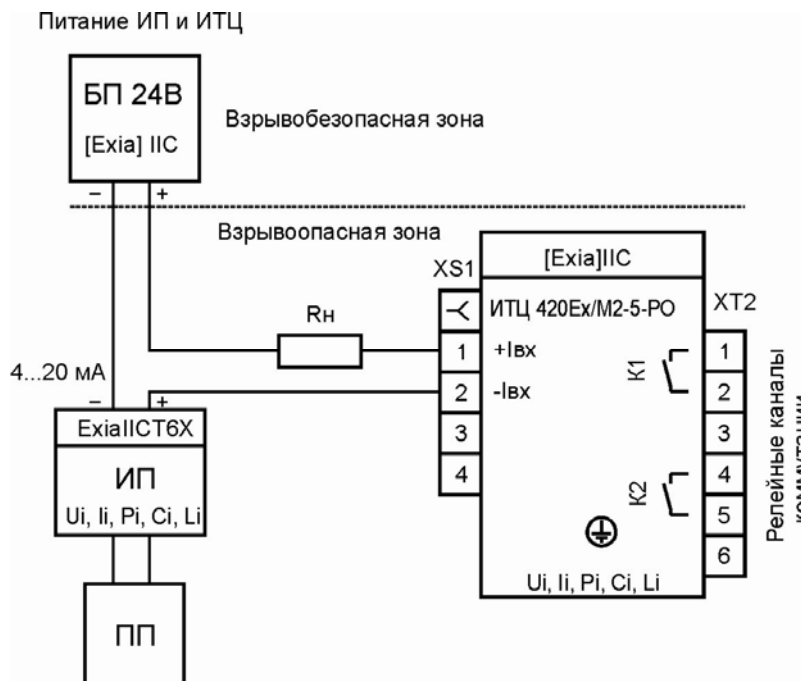 Питание ИП и ИТЦ
БП 24В
[Exia] IIC
Взрывобезопасная зона
– +
Взрывоопасная зона
[Exia]IIC
XS1
ИТЦ 420Ex/M2-5-PO
XT2
Rн
1 +Iвх
2 -Iвх
3
4
K1
K2
1
2
3
4
5
6
Релейные каналы
коммутации
4...20 мА
– +
ExiaIICT6X
ИП
Ui, Ii, Pi, Ci, Li
Ui, Ii, Pi, Ci, Li
ПП